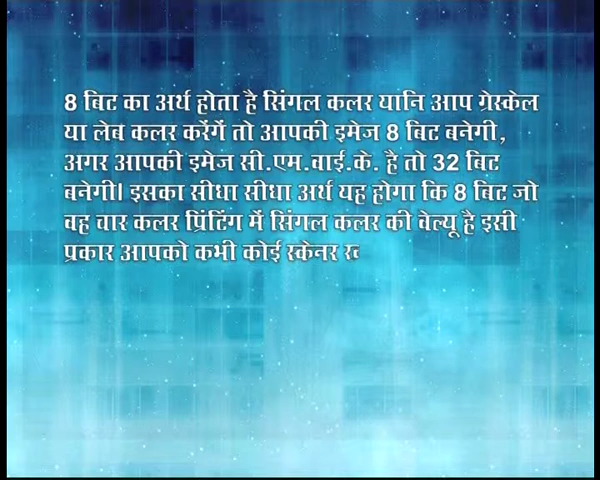 8 बिट का अर्थ होता है सिंगल कलर यानि आप ग्रेस्केल
या लेब कलर करेंगें तो आपकी इमेज 8 बिट बनेगी,
अगर आपकी इमेज सी.एम.वाई.के. है तो 32 बिट
बनेगी। इसका सीधा सीधा अर्थ यह होगा कि 8 बिट जो
वह चार कलर प्रिंटिंग में सिंगल कलर की वेल्यू है इसी
प्रकार आपको कभी कोई स्केनर